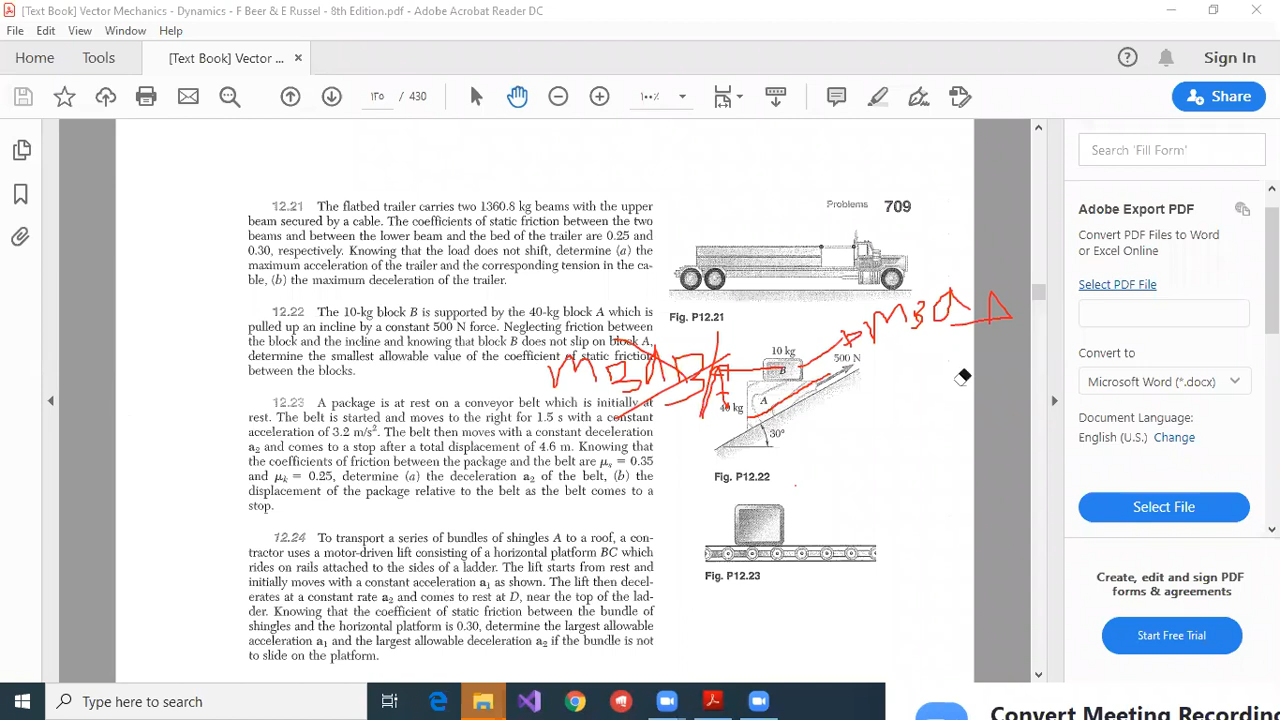 [Text Book] Vector Mechanics - Dynamics - F Beer & E Russel - 8th Edition.pdf - Adobe Acrobat Reader DC
File Edit View Window Help
Home Tools [Text Book] Vector ... × Sign In
١٣٥ / 430 ١٠٠٪ Share
Problems 709
12.21 The flatbed trailer carries two 1360.8 kg beams with the upper
beam secured by a cable. The coefficients of static friction between the two
beams and between the lower beam and the bed of the trailer are 0.25 and
0.30, respectively. Knowing that the load does not shift, determine (a) the
maximum acceleration of the trailer and the corresponding tension in the ca-
ble, (b) the maximum deceleration of the trailer.
Fig. P12.21
12.22 The 10-kg block B is supported by the 40-kg block A which is
pulled up an incline by a constant 500 N force. Neglecting friction between
the block and the incline and knowing that block B does not slip on block A,
determine the smallest allowable value of the coefficient of static friction
between the blocks.
10 kg
B
500 N
A
40 kg
30°
Fig. P12.22
12.23 A package is at rest on a conveyor belt which is initially at
rest. The belt is started and moves to the right for 1.5 s with a constant
acceleration of 3.2 m/s². The belt then moves with a constant deceleration
a₂ and comes to a stop after a total displacement of 4.6 m. Knowing that
the coefficients of friction between the package and the belt are μs = 0.35
and μk = 0.25, determine (a) the deceleration a₂ of the belt, (b) the
displacement of the package relative to the belt as the belt comes to a
stop.
Fig. P12.23
12.24 To transport a series of bundles of shingles A to a roof, a con-
tractor uses a motor-driven lift consisting of a horizontal platform BC which
rides on rails attached to the sides of a ladder. The lift starts from rest and
initially moves with a constant acceleration a₁ as shown. The lift then decel-
erates at a constant rate a₂ and comes to rest at D, near the top of the lad-
der. Knowing that the coefficient of static friction between the bundle of
shingles and the horizontal platform is 0.30, determine the largest allowable
acceleration a₁ and the largest allowable deceleration a₂ if the bundle is not
to slide on the platform.
Search 'Fill Form'
Adobe Export PDF
Convert PDF Files to Word
or Excel Online
Select PDF File
Convert to
Microsoft Word (*.docx)
Document Language:
English (U.S.) Change
Select File
Create, edit and sign PDF
forms & agreements
Start Free Trial
Type here to search
Convert Meeting Recording